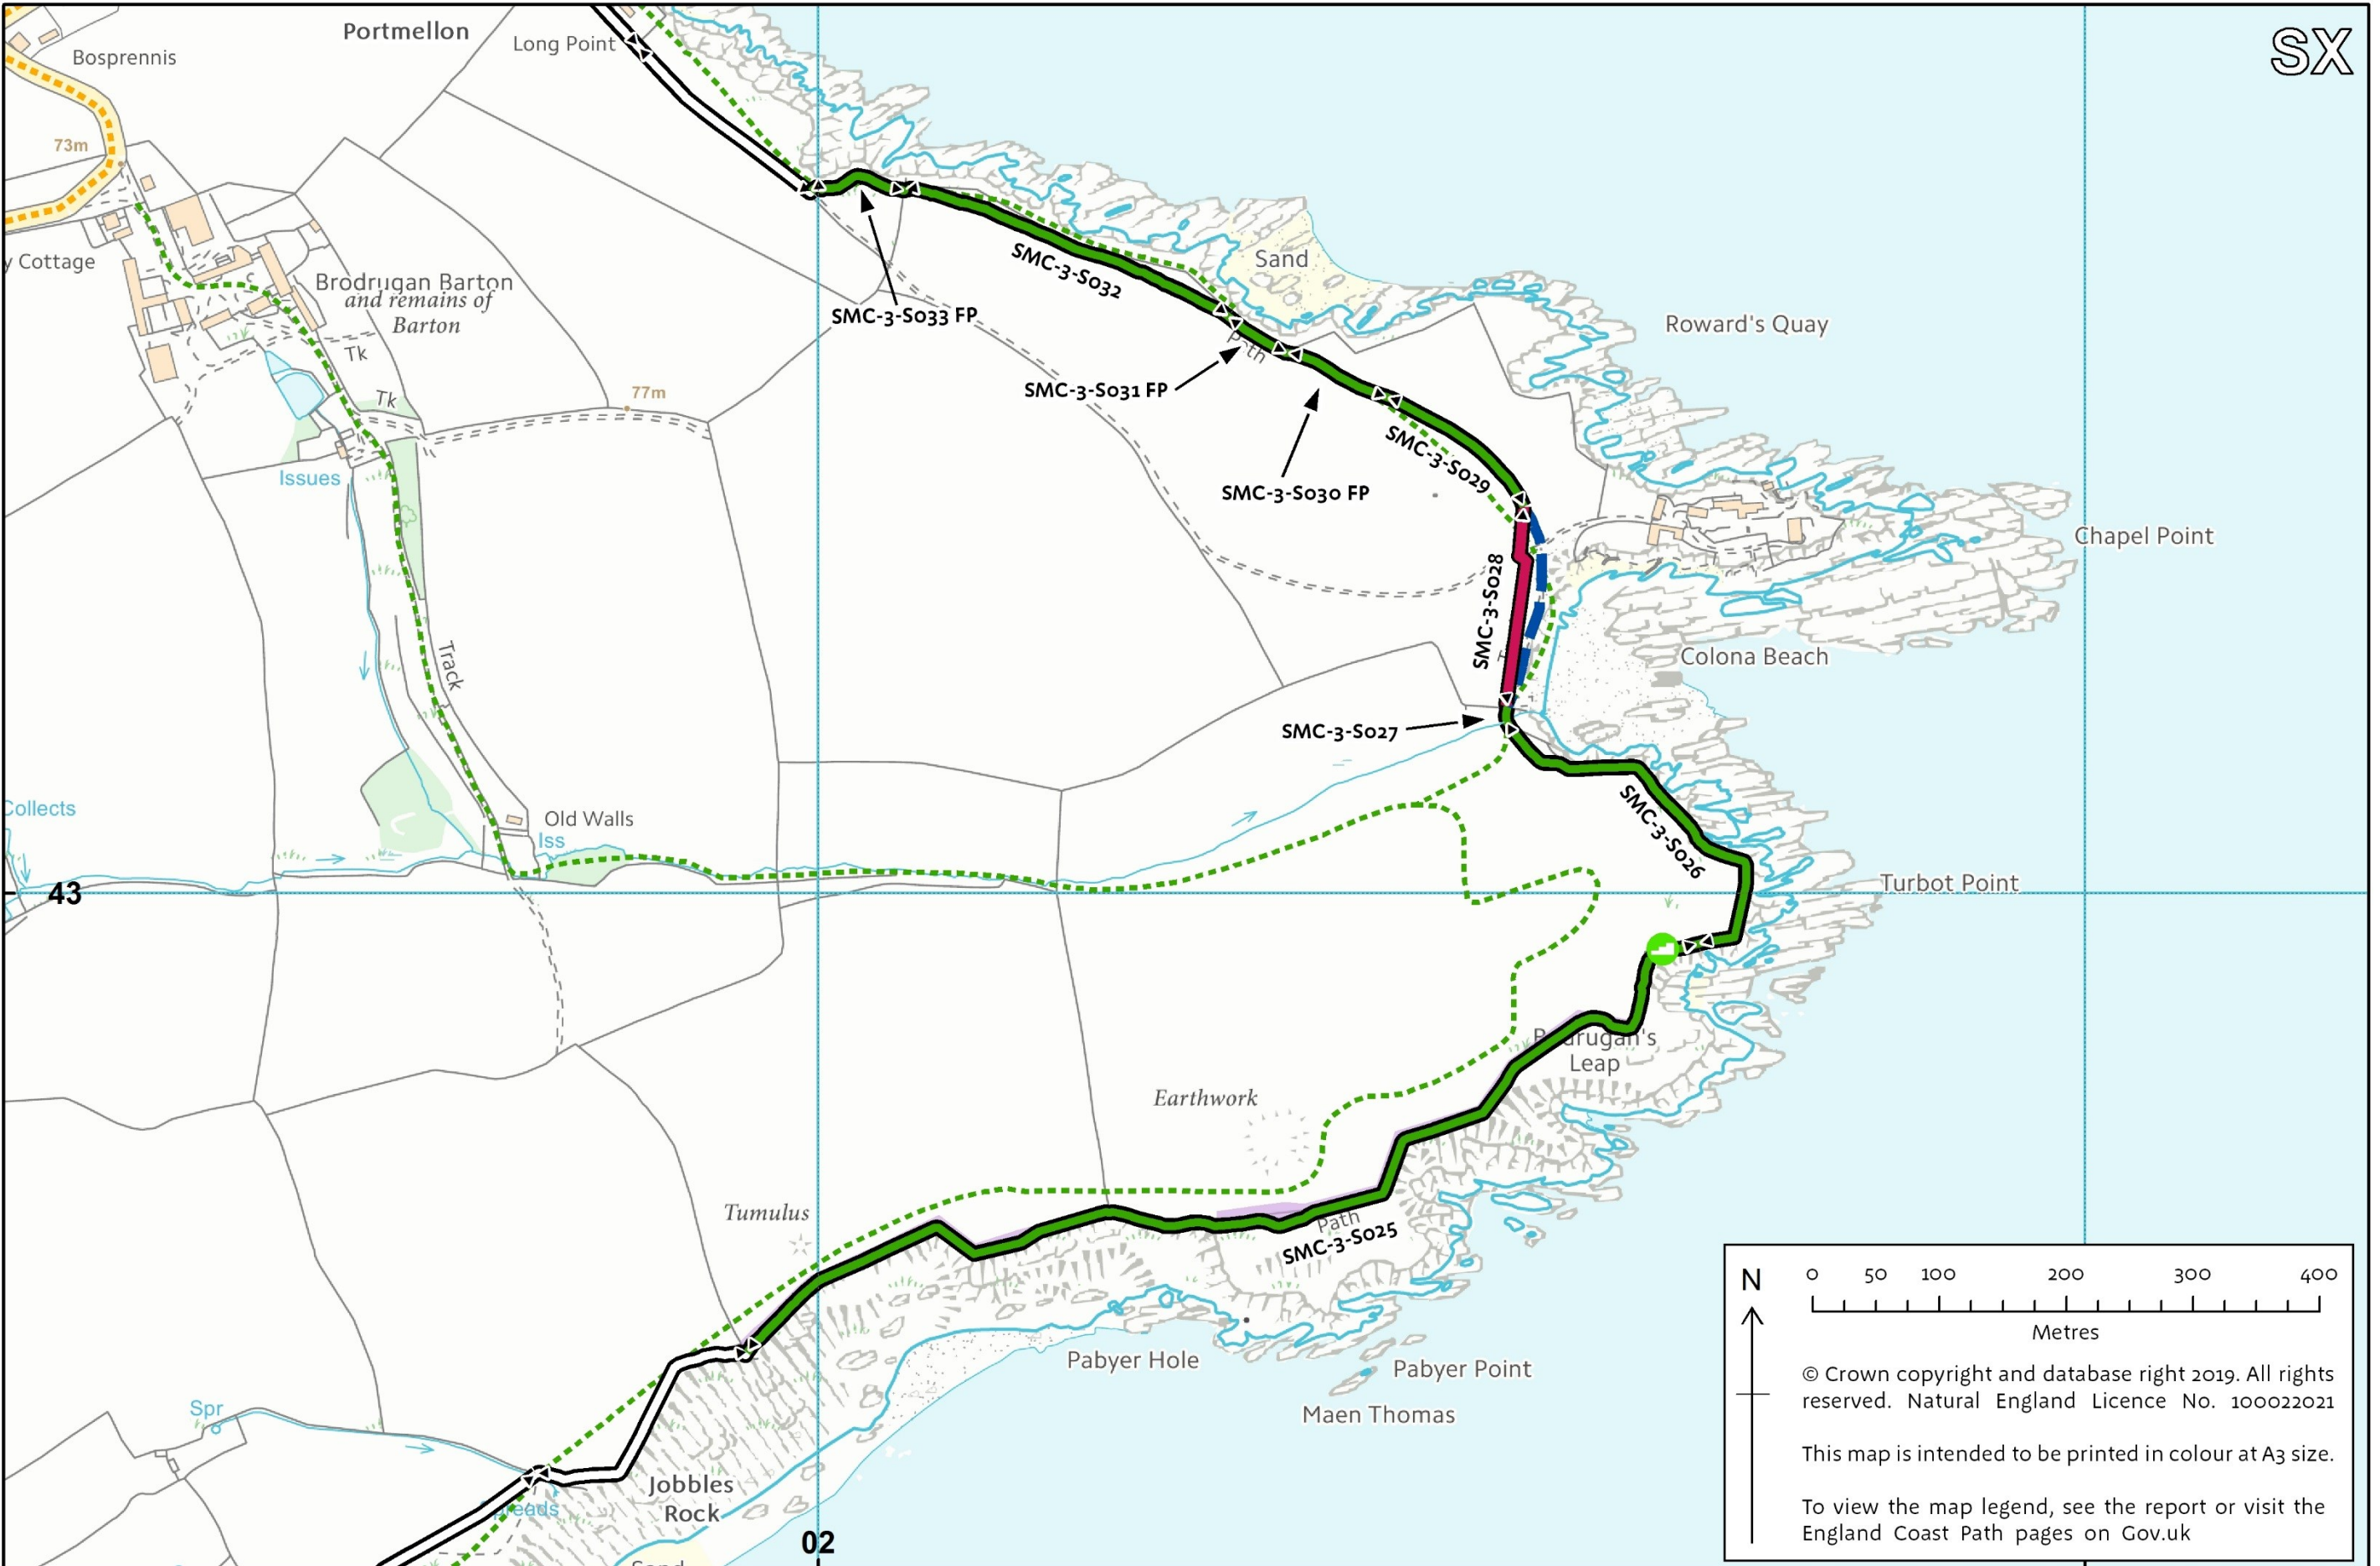 Portmellon
Long Point
Bosprennis
SX
73m
Cottage
Brodrugan Barton
and remains of
Barton
Tk
Tk
77m
Issues
Sand
Roward's Quay
SMC-3-S033 FP
SMC-3-S032
Path
SMC-3-S031 FP
SMC-3-S030 FP
SMC-3-S029
SMC-3-S028
Chapel Point
Colona Beach
SMC-3-S027
Track
Collects
Old Walls
Iss
SMC-3-S026
43
Turbot Point
Leap
Earthwork
Tumulus
Path
SMC-3-S025
Pabyer Hole
Pabyer Point
Maen Thomas
Spr
Jobbles
Rock
02
N
0 50 100 200 300 400
Metres
© Crown copyright and database right 2019. All rights
reserved. Natural England Licence No. 100022021
This map is intended to be printed in colour at A3 size.
To view the map legend, see the report or visit the
England Coast Path pages on Gov.uk